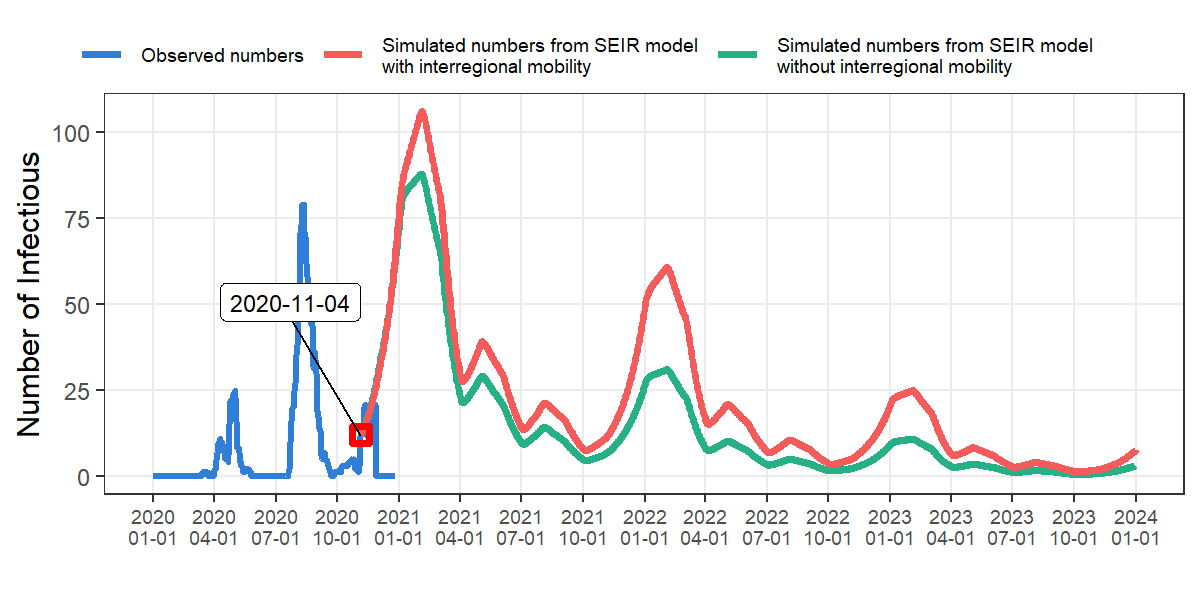 Observed numbers
Simulated numbers from SEIR model
with interregional mobility
Simulated numbers from SEIR model
without interregional mobility
Number of Infectious
100
75
50
25
0
2020-11-04
2020 2020 2020 2020 2021 2021 2021 2021 2022 2022 2022 2022 2023 2023 2023 2023 2024
01-01 04-01 07-01 10-01 01-01 04-01 07-01 10-01 01-01 04-01 07-01 10-01 01-01 04-01 07-01 10-01 01-01